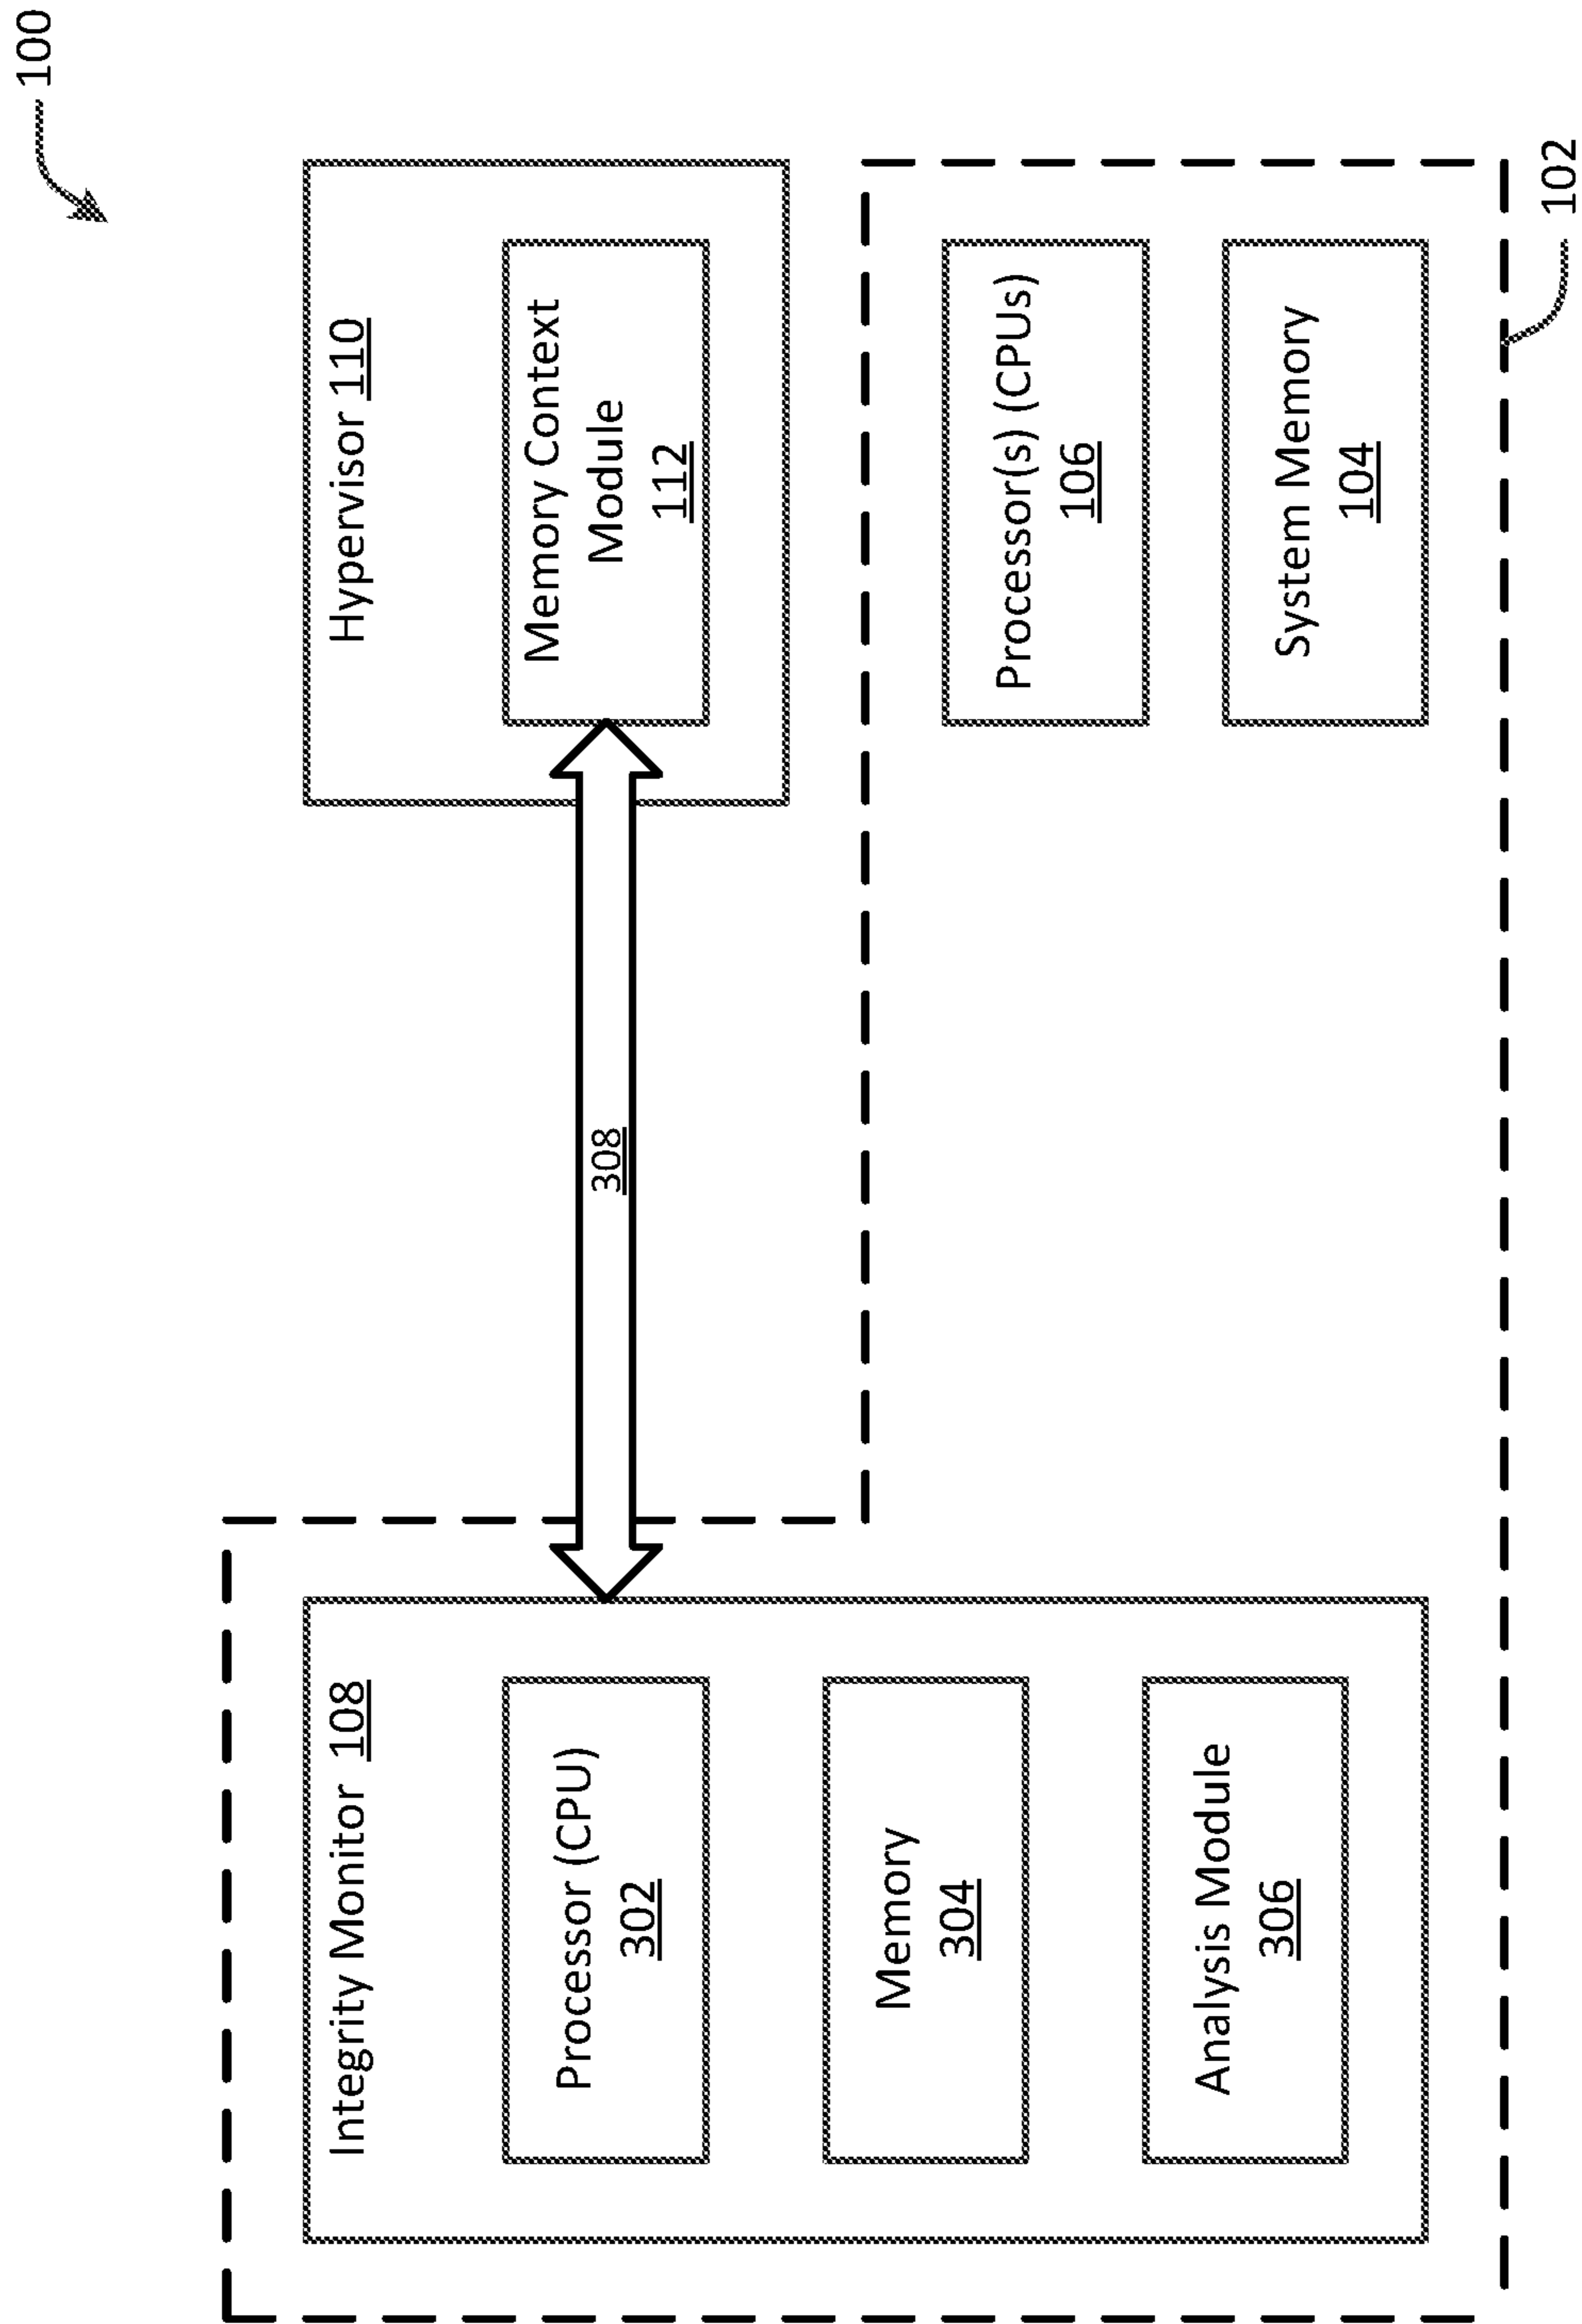 100
Integrity Monitor 108
Processor (CPU)
302
Memory
304
Analysis Module
306
308
Hypervisor 110
Memory Context
Module
112
Processor(s) (CPUs)
106
System Memory
104
102